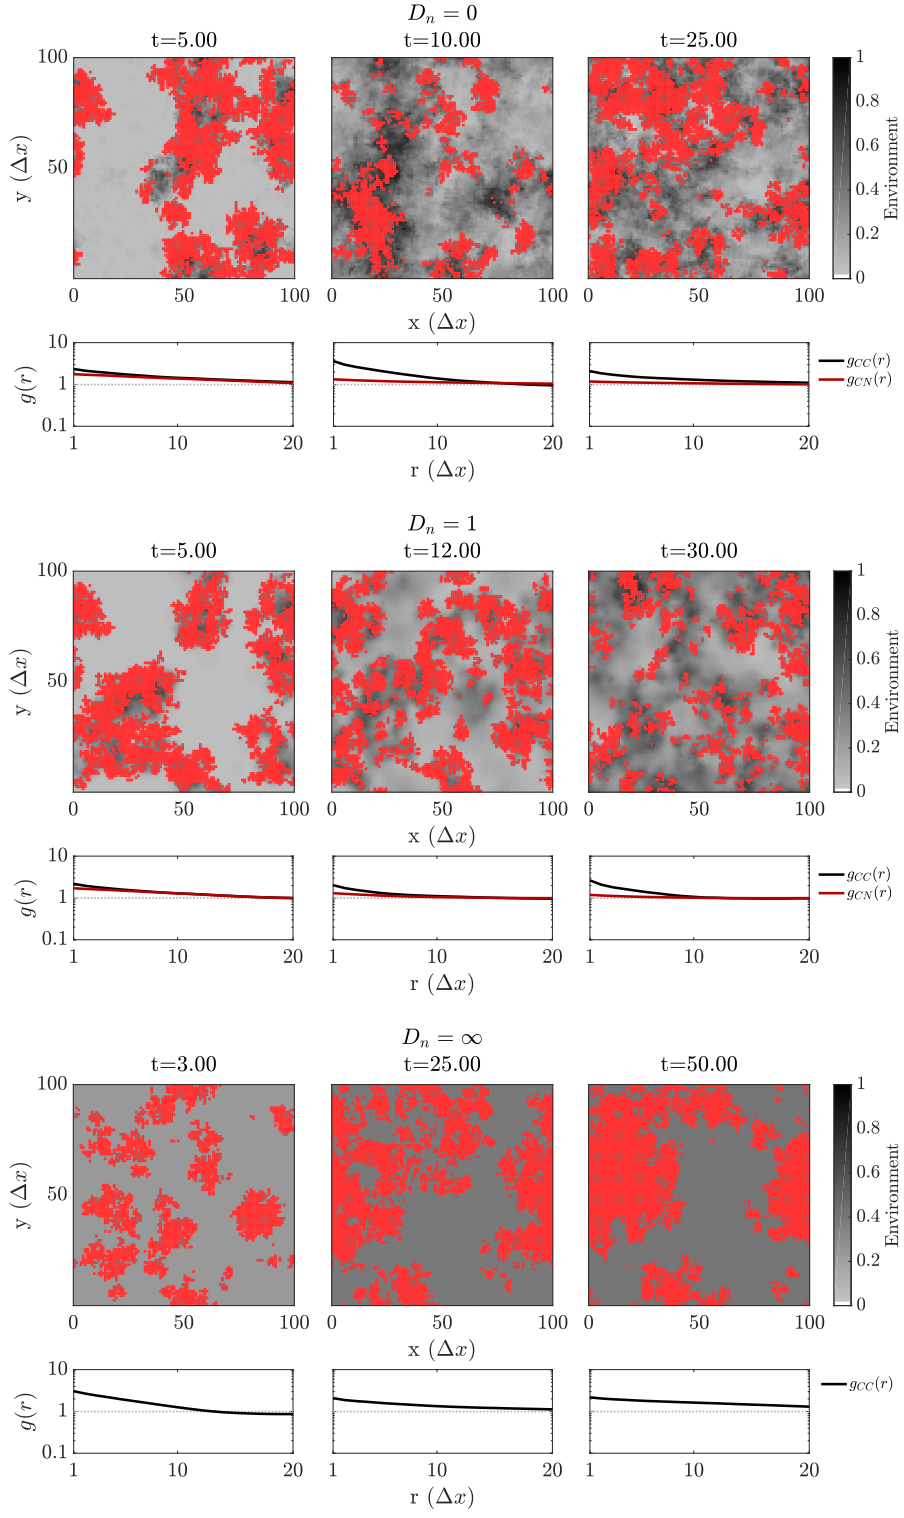 D_n = 0
t=5.00 t=10.00 t=25.00
100 1
0.8
y (Δx) 50 0.6 Environment
0.4
0.2
0
0 50 100 0 50 100 0 50 100
x (Δx)
10 g_CC(r)
g(r) 1 g_CN(r)
0.1
1 10 20 1 10 20 1 10 20
r (Δx)
D_n = 1
t=5.00 t=12.00 t=30.00
100 1
0.8
y (Δx) 50 0.6 Environment
0.4
0.2
0
0 50 100 0 50 100 0 50 100
x (Δx)
10 g_CC(r)
g(r) 1 g_CN(r)
0.1
1 10 20 1 10 20 1 10 20
r (Δx)
D_n = ∞
t=3.00 t=25.00 t=50.00
100 1
0.8
y (Δx) 50 0.6 Environment
0.4
0.2
0
0 50 100 0 50 100 0 50 100
x (Δx)
10 g_CC(r)
g(r) 1
0.1
1 10 20 1 10 20 1 10 20
r (Δx)